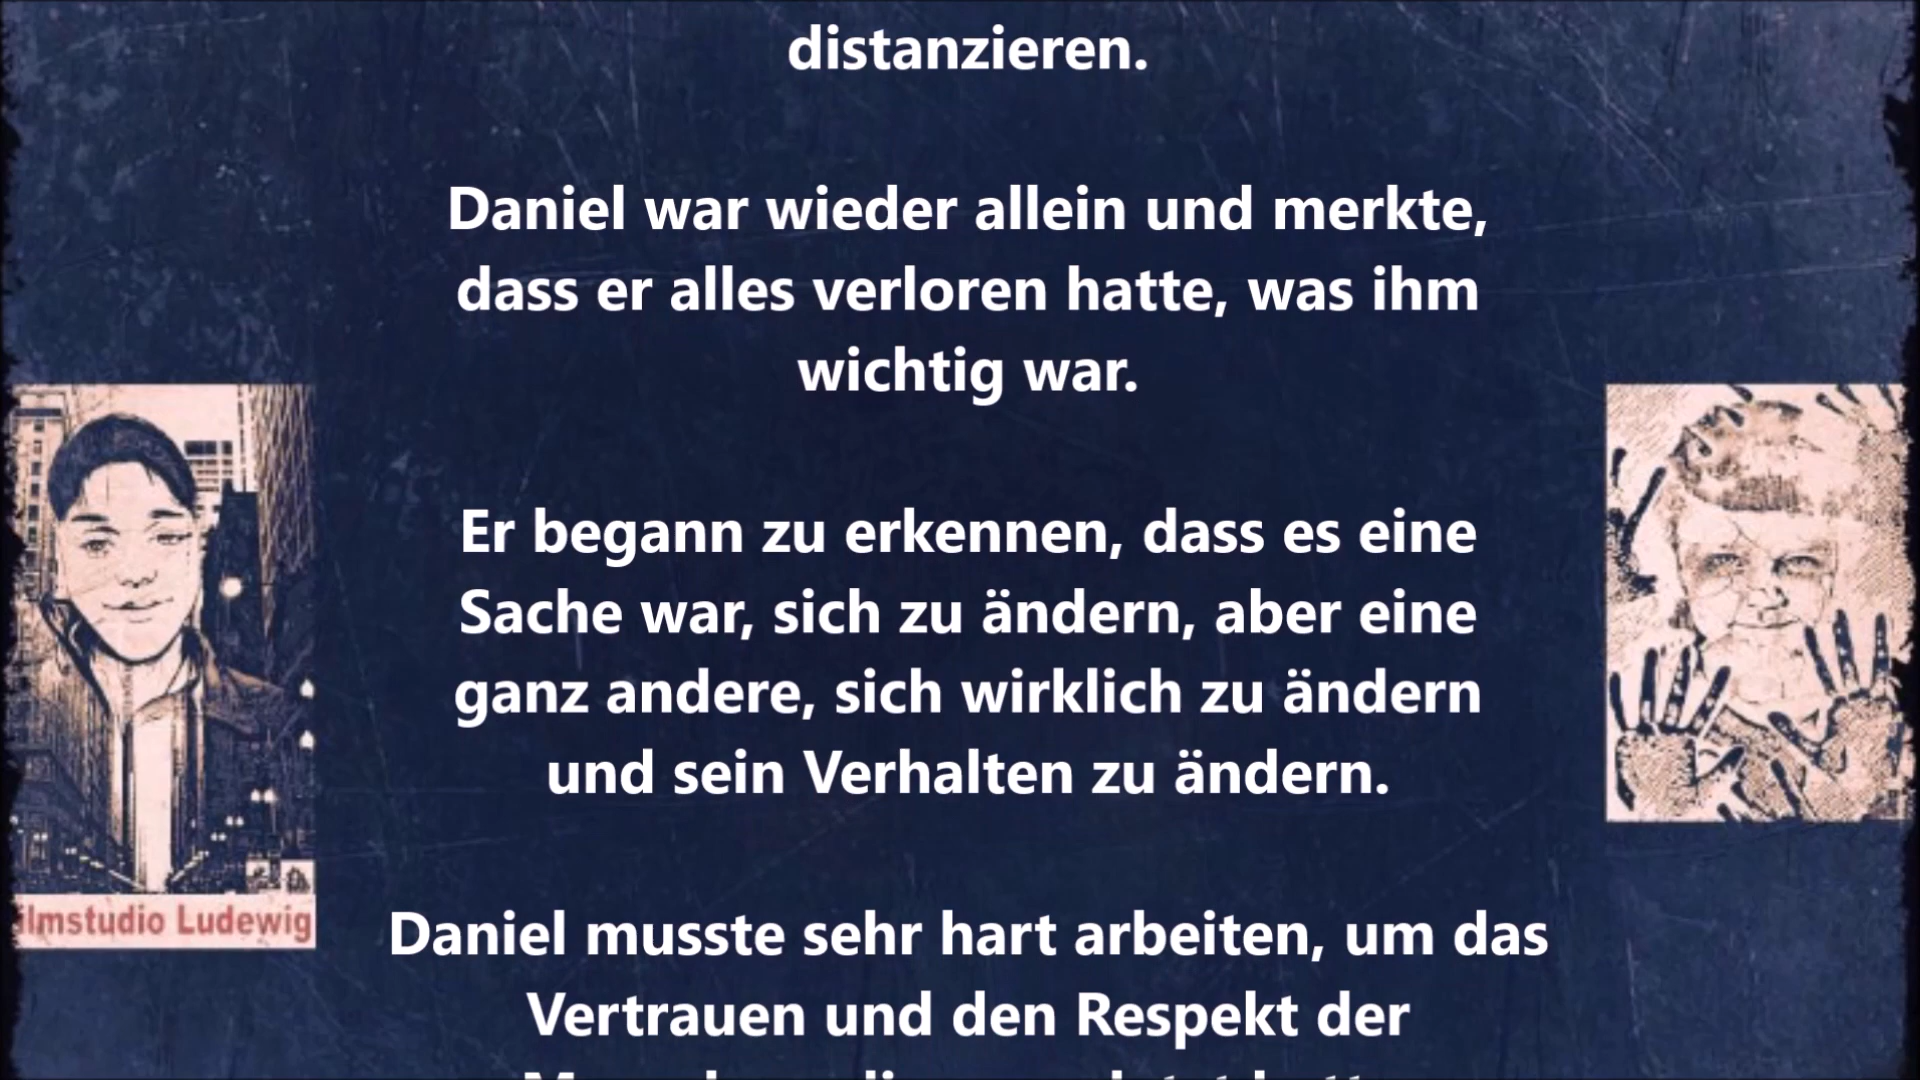 distanzieren.
Daniel war wieder allein und merkte,
dass er alles verloren hatte, was ihm
wichtig war.
Er begann zu erkennen, dass es eine
Sache war, sich zu ändern, aber eine
ganz andere, sich wirklich zu ändern
und sein Verhalten zu ändern.
ilmstudio Ludewig
Daniel musste sehr hart arbeiten, um das
Vertrauen und den Respekt der